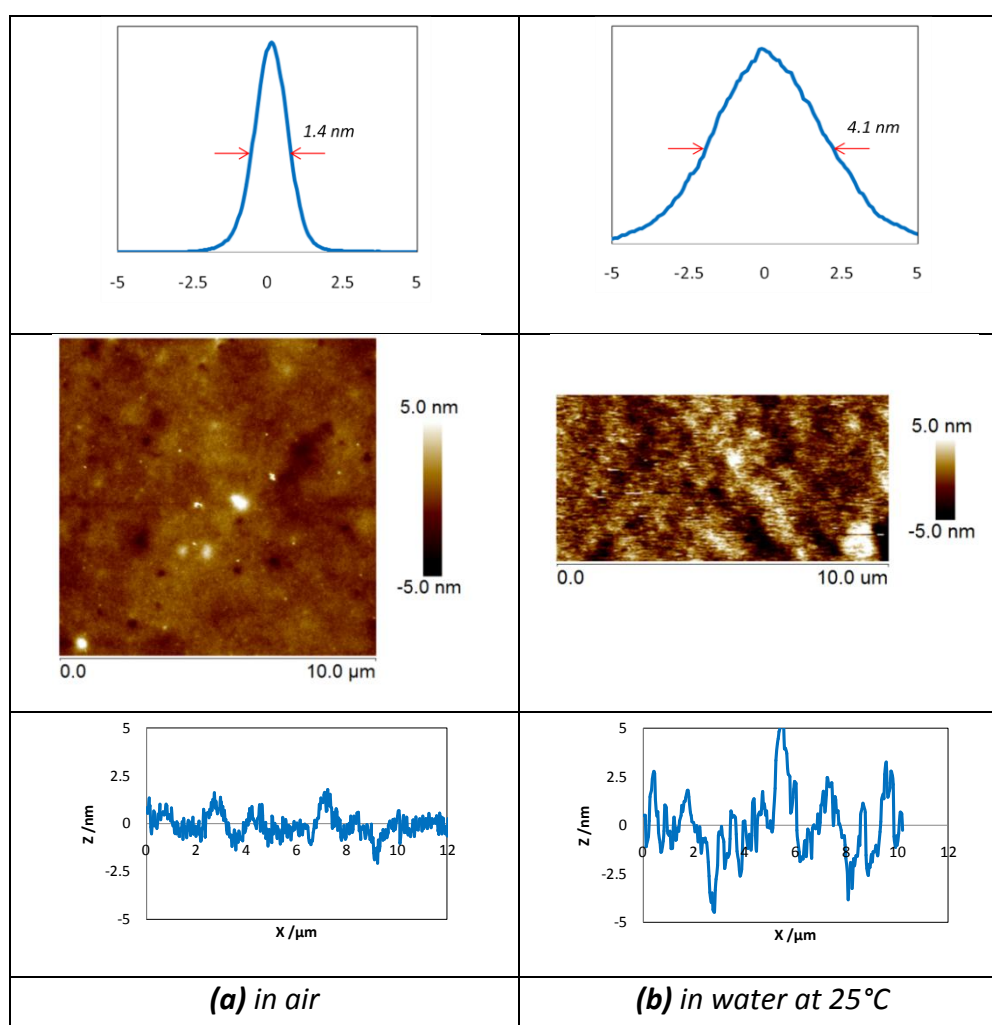 1.4 nm
-5 -2.5 0 2.5 5
4.1 nm
-5 -2.5 0 2.5 5
5.0 nm
-5.0 nm
0.0 10.0 µm
5.0 nm
-5.0 nm
0.0 10.0 um
5
2.5
0
-2.5
-5
0 2 4 6 8 10 12
Z /nm
X /µm
5
2.5
0
-2.5
-5
0 2 4 6 8 10 12
Z /nm
X /µm
(a) in air
(b) in water at 25°C